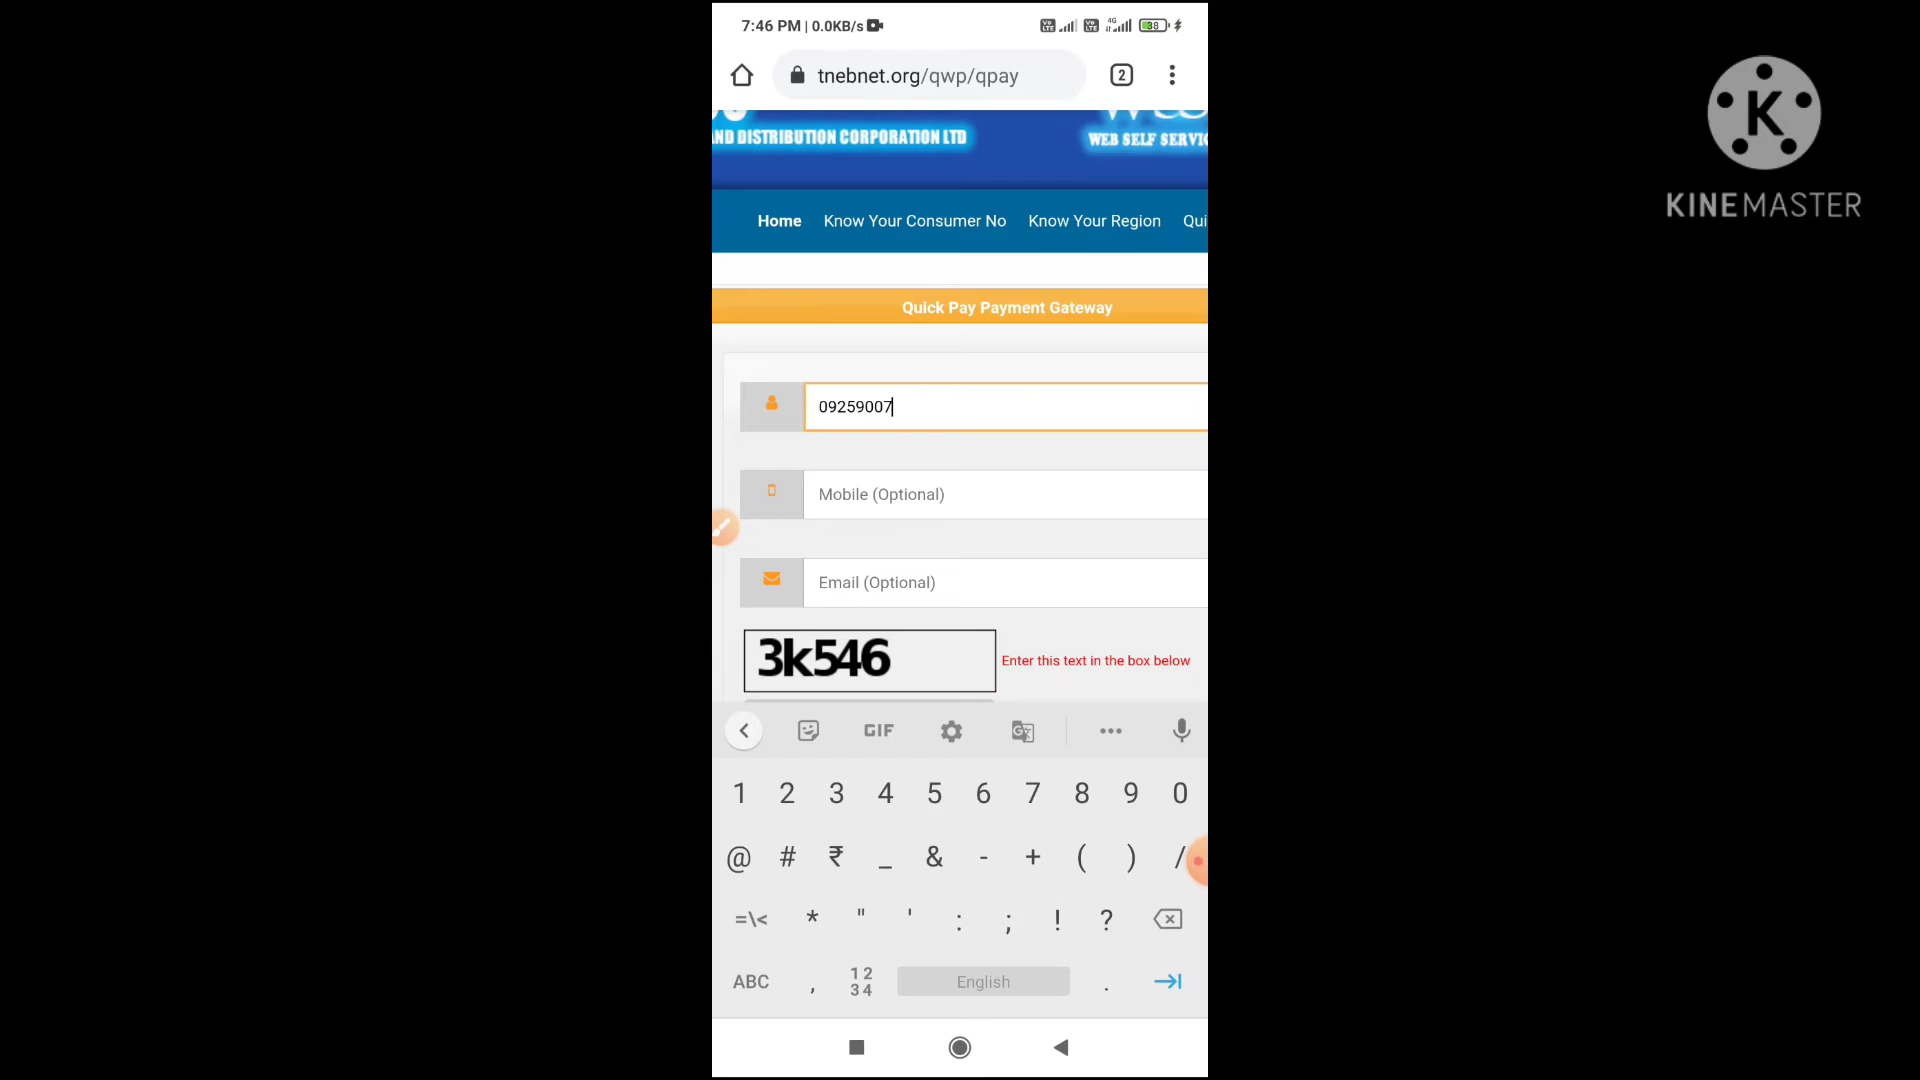 7:46 PM | 0.0KB/s
4G
38
tnebnet.org/qwp/qpay
2
AND DISTRIBUTION CORPORATION LTD
WEB SELF SERVIC
Home Know Your Consumer No Know Your Region Qui
Quick Pay Payment Gateway
09259007
Mobile (Optional)
Email (Optional)
3k546
Enter this text in the box below
GIF
1 2 3 4 5 6 7 8 9 0
@ # ₹ _ & - + ( ) /
=\< * " ' : ; ! ?
ABC , 12 34 English .
K
KINEMASTER